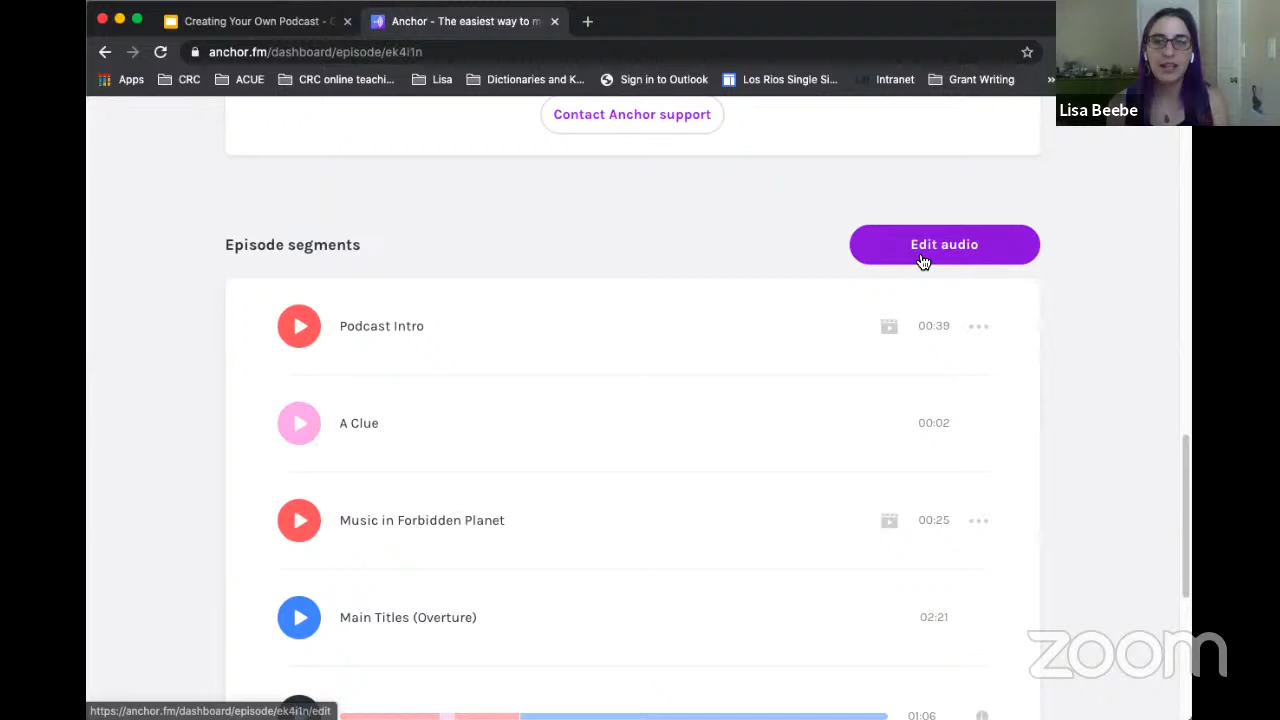 Creating Your Own Podcast - G
Anchor - The easiest way to m
anchor.fm/dashboard/episode/ek4i1n
Apps
CRC
ACUE
CRC online teachi...
Lisa
Dictionaries and K...
Sign in to Outlook
Los Rios Single Si...
Intranet
Grant Writing
»
Lisa Beebe
Contact Anchor support
Episode segments
Edit audio
Podcast Intro
00:39
A Clue
00:02
Music in Forbidden Planet
00:25
Main Titles (Overture)
02:21
01:06
https://anchor.fm/dashboard/episode/ek4i1n/edit
zoom